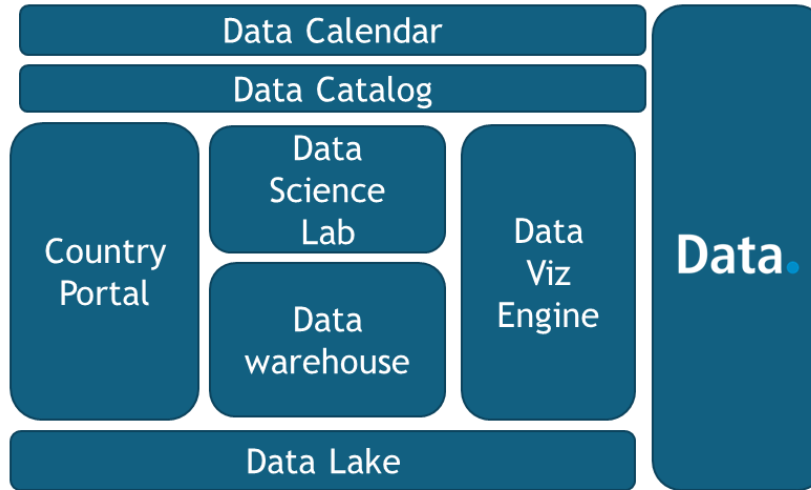 Data Calendar
Data Catalog
Country
Portal
Data
Science
Lab
Data
warehouse
Data
Viz
Engine
Data.
Data Lake